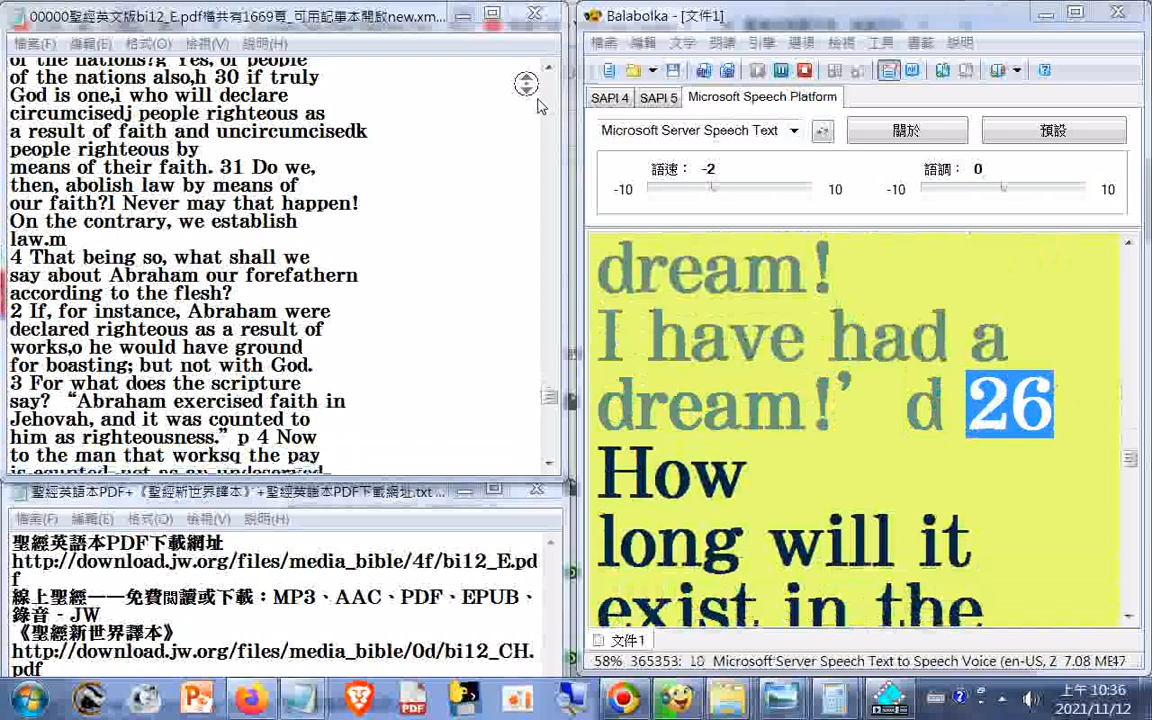 00000聖經英文版bi12_E.pdf檔共有1669頁_可用記事本開啟new.xm...
檔案(F) 編輯(E) 格式(O) 檢視(V) 說明(H)
of the nations?g Yes, of people
of the nations also,h 30 if truly
God is one,i who will declare
circumcisedj people righteous as
a result of faith and uncircumcisedk
people righteous by
means of their faith. 31 Do we,
then, abolish law by means of
our faith?l Never may that happen!
On the contrary, we establish
law.m
4 That being so, what shall we
say about Abraham our forefathern
according to the flesh?
2 If, for instance, Abraham were
declared righteous as a result of
works,o he would have ground
for boasting; but not with God.
3 For what does the scripture
say? “Abraham exercised faith in
Jehovah, and it was counted to
him as righteousness.” p 4 Now
to the man that worksq the pay
is counted, not as an undeserved
聖經英語本PDF+《聖經新世界譯本》+聖經英語本PDF下載網址.txt ...
檔案(F) 編輯(E) 格式(O) 檢視(V) 說明(H)
聖經英語本PDF下載網址
http://download.jw.org/files/media_bible/4f/bi12_E.pd
f
線上聖經——免費閱讀或下載：MP3、AAC、PDF、EPUB、
錄音 - JW
《聖經新世界譯本》
http://download.jw.org/files/media_bible/0d/bi12_CH.
pdf
Balabolka - [文件1]
檔案 編輯 文字 朗讀 引擎 選項 檢視 工具 書籤 說明
SAPI 4 SAPI 5 Microsoft Speech Platform
Microsoft Server Speech Text 關於 預設
語速： -2 語調： 0
-10 10 -10 10
dream!
I have had a
dream!’ d 26
How
long will it
exist in the
文件1
58% 365353: 10 Microsoft Server Speech Text to Speech Voice (en-US, Z 7.08 ME47
上午 10:36
2021/11/12